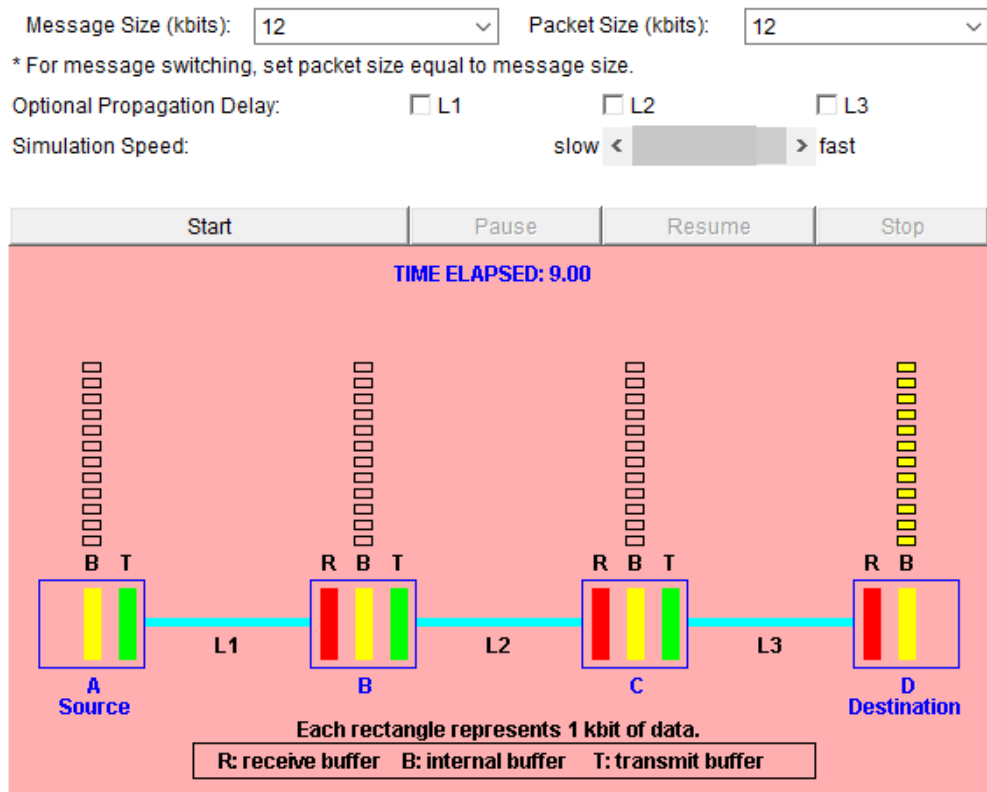 Message Size (kbits): 12 Packet Size (kbits): 12
* For message switching, set packet size equal to message size.
Optional Propagation Delay: L1 L2 L3
Simulation Speed: slow < > fast
Start Pause Resume Stop
TIME ELAPSED: 9.00
B T R B T R B T R B
L1 L2 L3
A B C D
Source Destination
Each rectangle represents 1 kbit of data.
R: receive buffer B: internal buffer T: transmit buffer